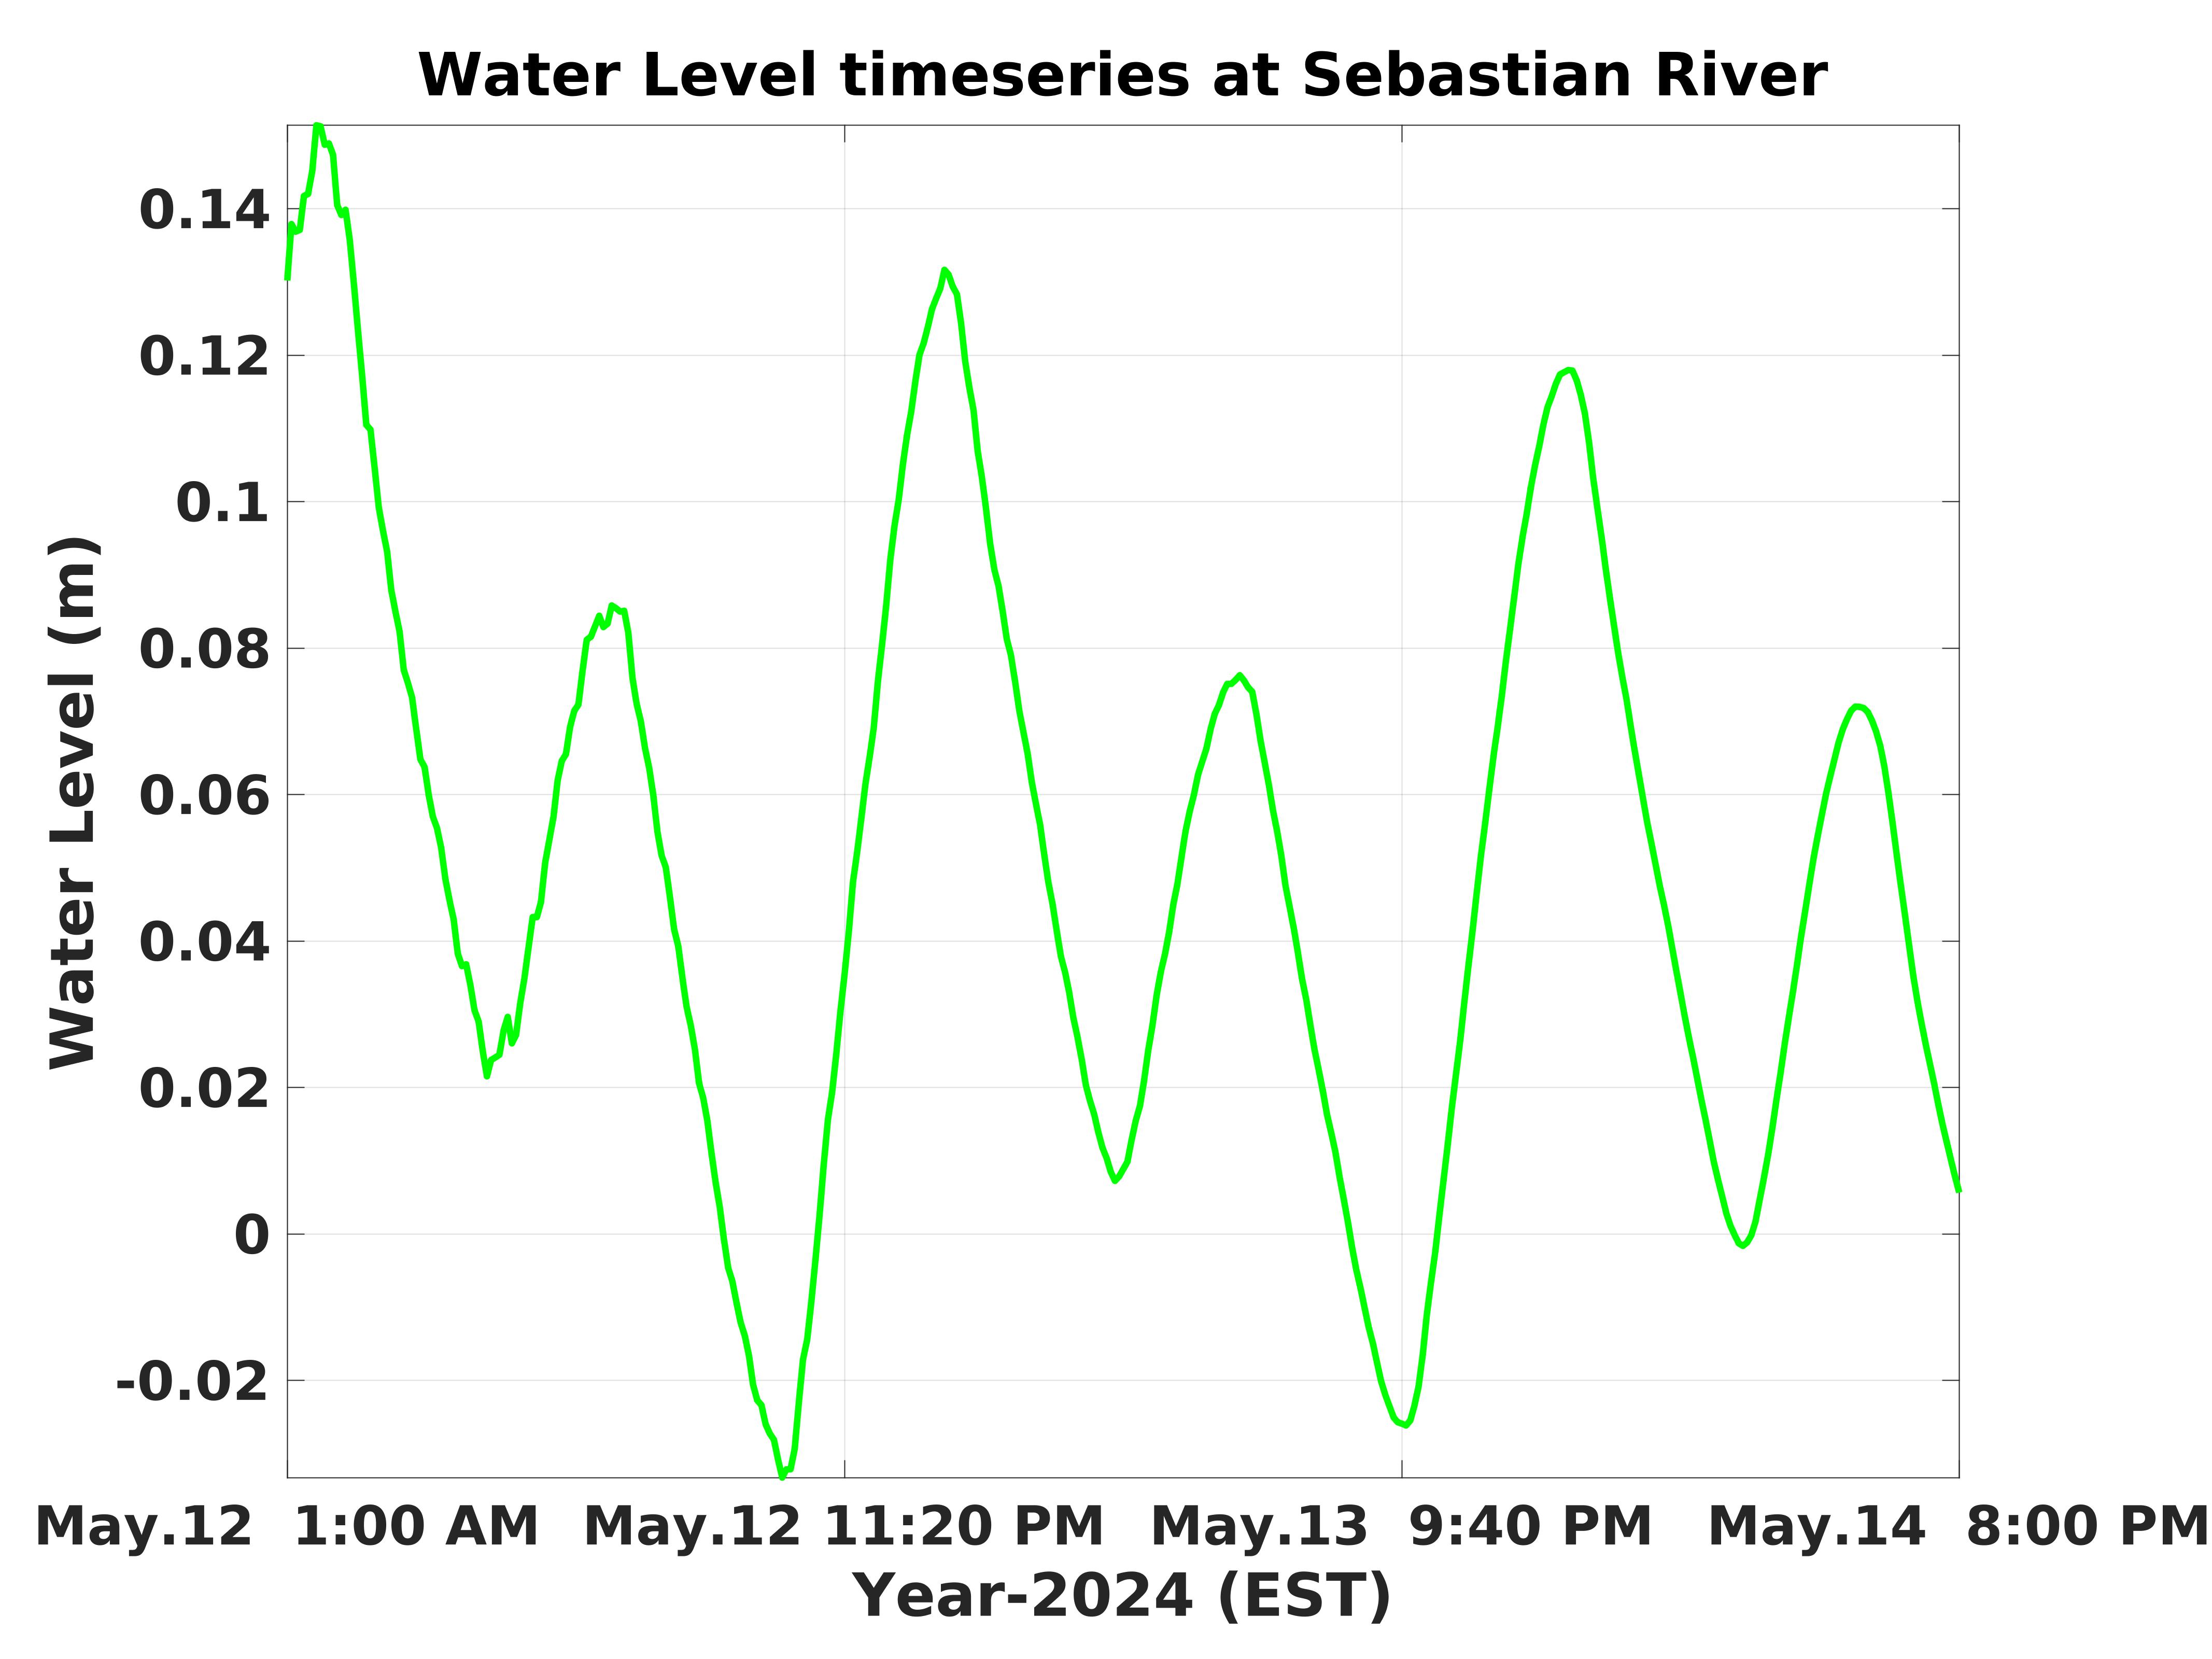 Water Level timeseries at Sebastian River
Water Level (m)
0.14
0.12
0.1
0.08
0.06
0.04
0.02
0
-0.02
May.12 1:00 AM May.12 11:20 PM May.13 9:40 PM May.14 8:00 PM
Year-2024 (EST)